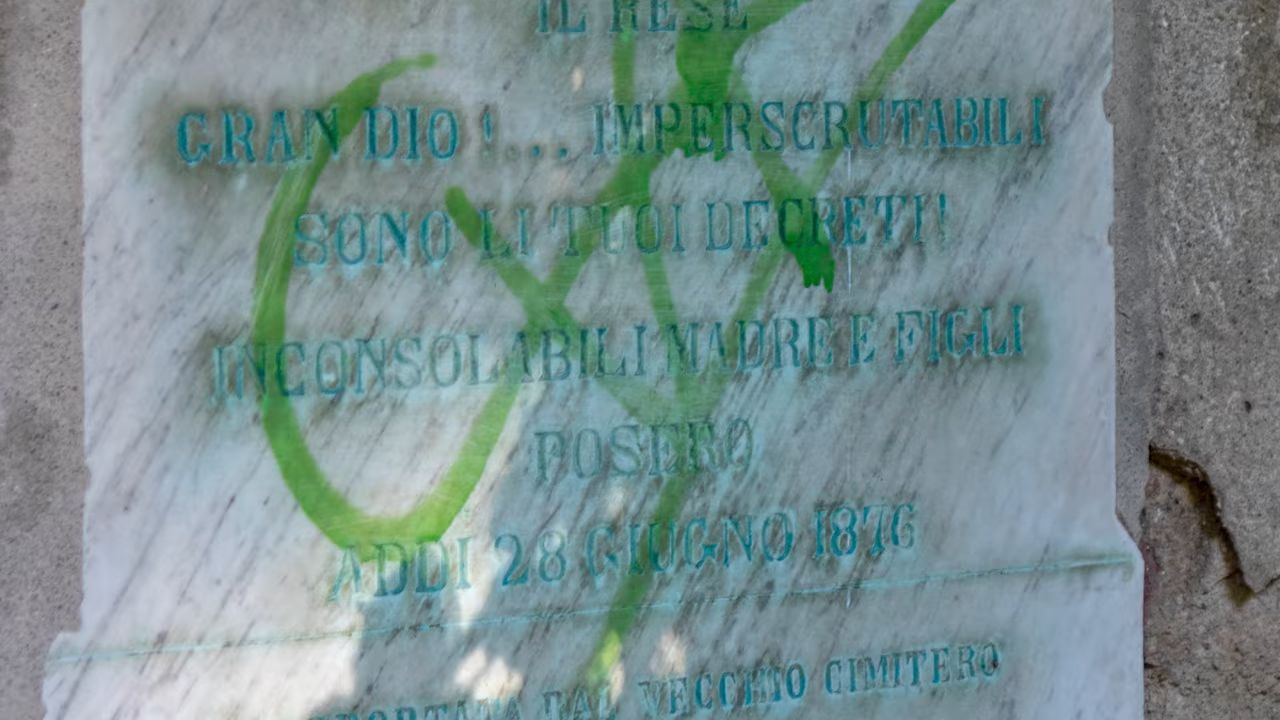 IL RESE
GRAN DIO !... IMPERSCRUTABILI
SONO LI TUOI DECRETI!
INCONSOLABILI MADRE E FIGLI
POSERO
ADDI 28 GIUGNO 1876
DAL VECCHIO CIMITERO